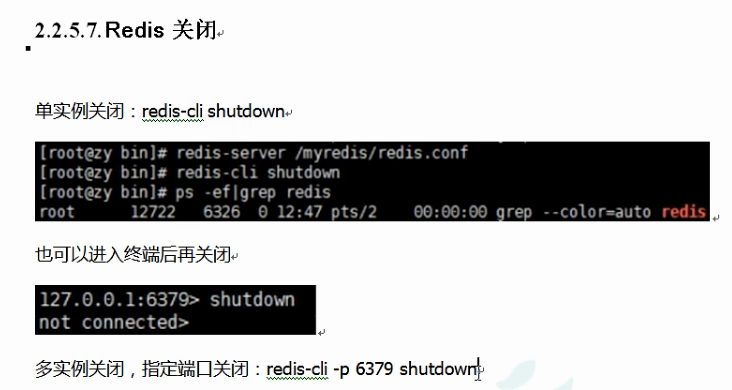 2.2.5.7.Redis 关闭
单实例关闭：redis-cli shutdown
[root@zy bin]# redis-server /myredis/redis.conf
[root@zy bin]# redis-cli shutdown
[root@zy bin]# ps -ef|grep redis
root 12722 6326 0 12:47 pts/2 00:00:00 grep --color=auto redis
也可以进入终端后再关闭
127.0.0.1:6379> shutdown
not connected>
多实例关闭，指定端口关闭：redis-cli -p 6379 shutdown